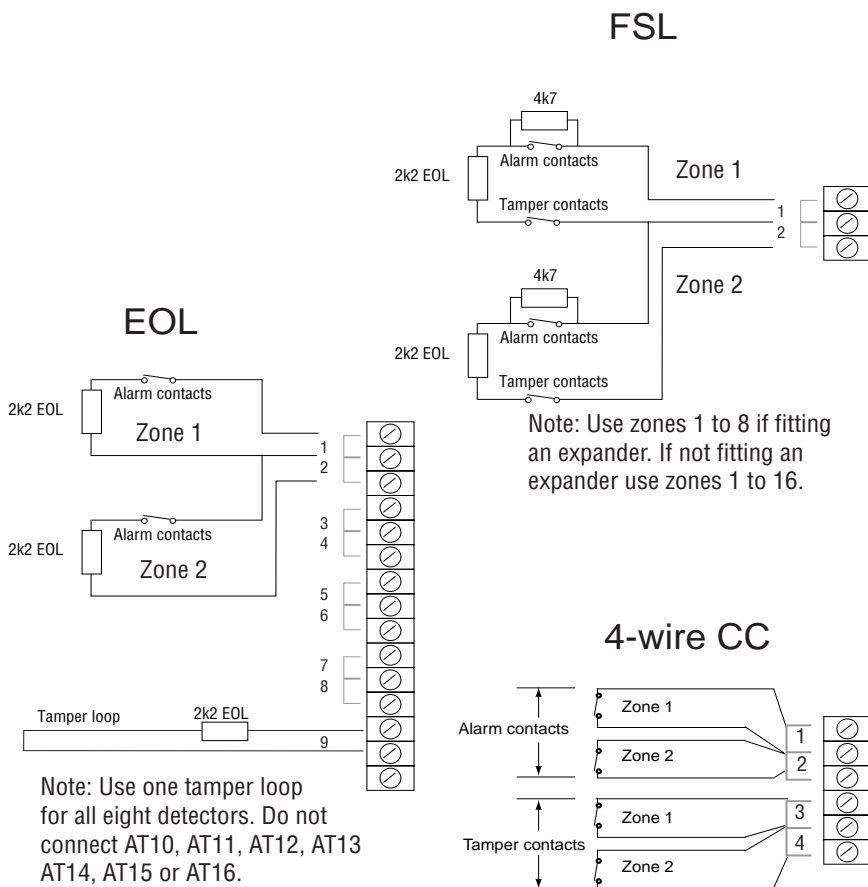 FSL
4k7
2k2 EOL
Alarm contacts
Zone 1
Tamper contacts
1
2
4k7
Zone 2
2k2 EOL
Alarm contacts
Tamper contacts
Note: Use zones 1 to 8 if fitting
an expander. If not fitting an
expander use zones 1 to 16.
EOL
2k2 EOL
Alarm contacts
Zone 1
1
2
2k2 EOL
Alarm contacts
Zone 2
3
4
5
6
7
8
Tamper loop
2k2 EOL
9
Note: Use one tamper loop
for all eight detectors. Do not
connect AT10, AT11, AT12, AT13
AT14, AT15 or AT16.
4-wire CC
Alarm contacts
Zone 1
1
Zone 2
2
Tamper contacts
Zone 1
3
Zone 2
4